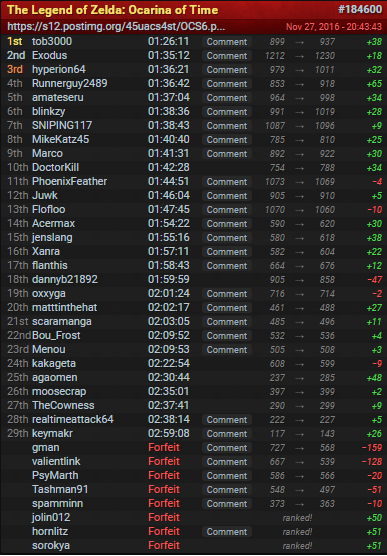 The Legend of Zelda: Ocarina of Time #184600
https://s12.postimg.org/45uacs4st/OCS6.p... Nov 27, 2016 - 20:43:43
1st tob3000 01:26:11 Comment 899 → 937 +38
2nd Exodus 01:35:12 Comment 1212 → 1230 +18
3rd hyperion64 01:36:21 Comment 979 → 1011 +32
4th Runnerguy2489 01:36:42 Comment 853 → 918 +65
5th amateseru 01:37:04 Comment 964 → 998 +34
6th blinkzy 01:38:36 Comment 991 → 1019 +28
7th SNIPING117 01:38:43 Comment 1087 → 1096 +9
8th MikeKatz45 01:40:40 Comment 785 → 810 +25
9th Marco 01:41:31 Comment 892 → 922 +30
10th DoctorKill 01:42:28 754 → 788 +34
11th PhoenixFeather 01:44:51 Comment 1073 → 1069 −4
12th Juwk 01:46:04 Comment 905 → 910 +5
13th Flofloo 01:47:45 Comment 1070 → 1060 −10
14th Acermax 01:54:22 Comment 590 → 620 +30
15th jenslang 01:55:16 Comment 580 → 618 +38
16th Xanra 01:57:11 Comment 582 → 604 +22
17th flanthis 01:58:43 Comment 664 → 676 +12
18th dannyb21892 01:59:59 905 → 858 −47
19th oxxyga 02:01:24 Comment 716 → 714 −2
20th matttinthehat 02:02:17 Comment 461 → 488 +27
21st scaramanga 02:03:05 Comment 485 → 496 +11
22nd Bou_Frost 02:09:52 Comment 532 → 536 +4
23rd Menou 02:09:53 Comment 505 → 508 +3
24th kakageta 02:22:54 608 → 599 −9
25th agaomen 02:30:44 237 → 285 +48
26th moosecrap 02:35:01 397 → 399 +2
27th TheCowness 02:37:41 290 → 299 +9
28th realtimeattack64 02:38:14 Comment 222 → 227 +5
29th keymakr 02:59:08 Comment 117 → 143 +26
gman Forfeit Comment 727 → 568 −159
valientlink Forfeit Comment 667 → 539 −128
PsyMarth Forfeit Comment 586 → 566 −20
Tashman91 Forfeit Comment 548 → 497 −51
spamminn Forfeit Comment 373 → 363 −10
jolin012 Forfeit ranked! +50
hornlitz Forfeit Comment ranked! +51
sorokya Forfeit ranked! +51